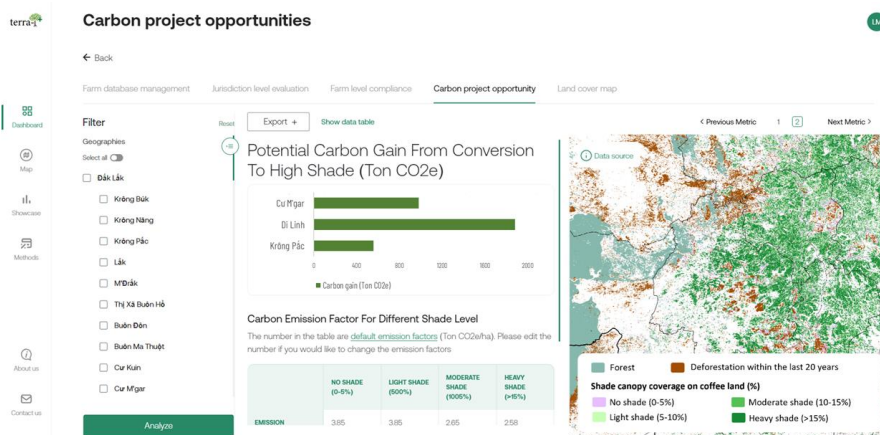 terra-i
Carbon project opportunities
LM
← Back
Farm database management Jurisdiction level evaluation Farm level compliance Carbon project opportunity Land cover map
Dashboard
Map
Showcase
Methods
About us
Contact us
Filter
Reset
Geographies
Select all
Đắk Lắk
Krông Búk
Krông Năng
Krông Pắc
Lắk
M'Đrắk
Thị Xã Buôn Hồ
Buôn Đôn
Buôn Ma Thuột
Cư Kuin
Cư M'gar
Analyze
Export +
Show data table
< Previous Metric 1 2 Next Metric >
Potential Carbon Gain From Conversion
To High Shade (Ton CO2e)
Cu M'gar
Di Linh
Krông Pắc
0 400 800 1200 1600 2000
Carbon gain (Ton CO2e)
Carbon Emission Factor For Different Shade Level
The number in the table are default emission factors (Ton CO2e/ha). Please edit the
number if you would like to change the emission factors
NO SHADE
(0-5%)
LIGHT SHADE
(500%)
MODERATE
SHADE
(1005%)
HEAVY
SHADE
(>15%)
EMISSION 3.85 3.85 2.65 2.58
Data source
Forest
Deforestation within the last 20 years
Shade canopy coverage on coffee land (%)
No shade (0-5%)
Moderate shade (10-15%)
Light shade (5-10%)
Heavy shade (>15%)